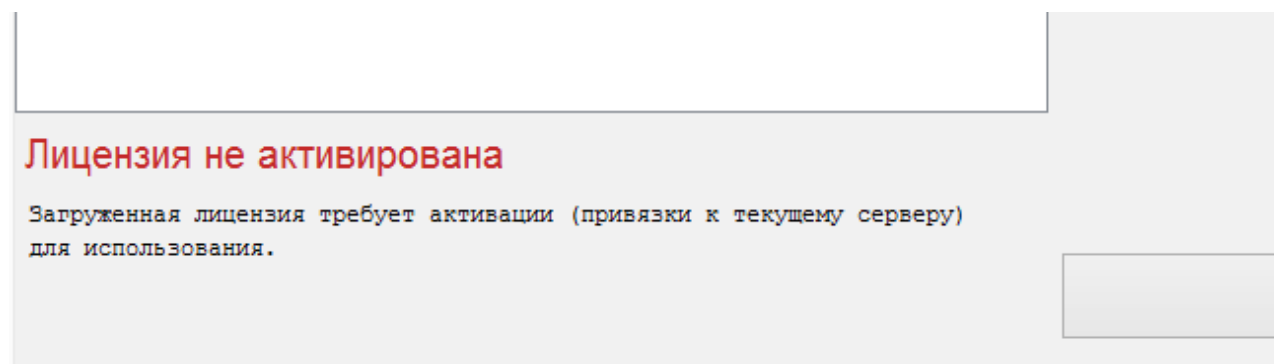 Лицензия не активирована
Загруженная лицензия требует активации (привязки к текущему серверу)
для использования.